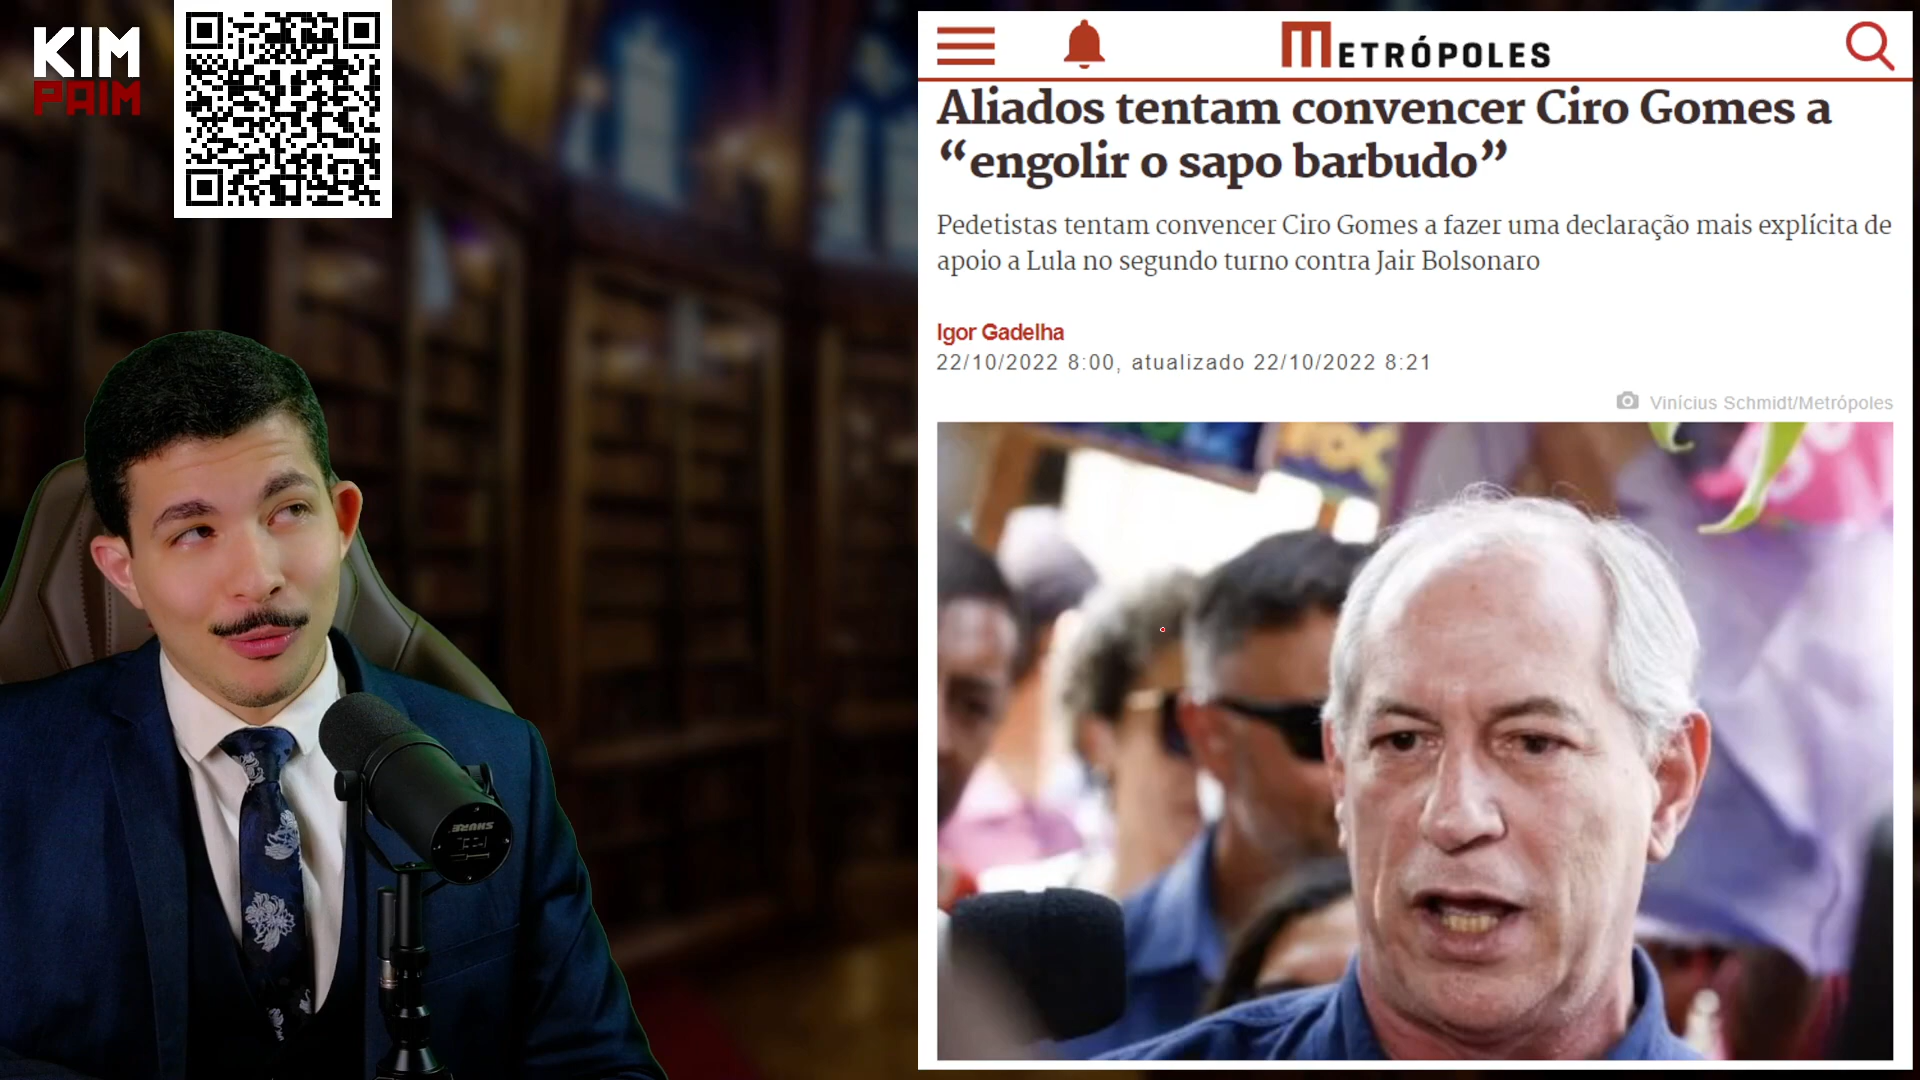 KIM
PAIM
METRÓPOLES
Aliados tentam convencer Ciro Gomes a
“engolir o sapo barbudo”
Pedetistas tentam convencer Ciro Gomes a fazer uma declaração mais explícita de
apoio a Lula no segundo turno contra Jair Bolsonaro
Igor Gadelha
22/10/2022 8:00, atualizado 22/10/2022 8:21
Vinícius Schmidt/Metrópoles
SHURE